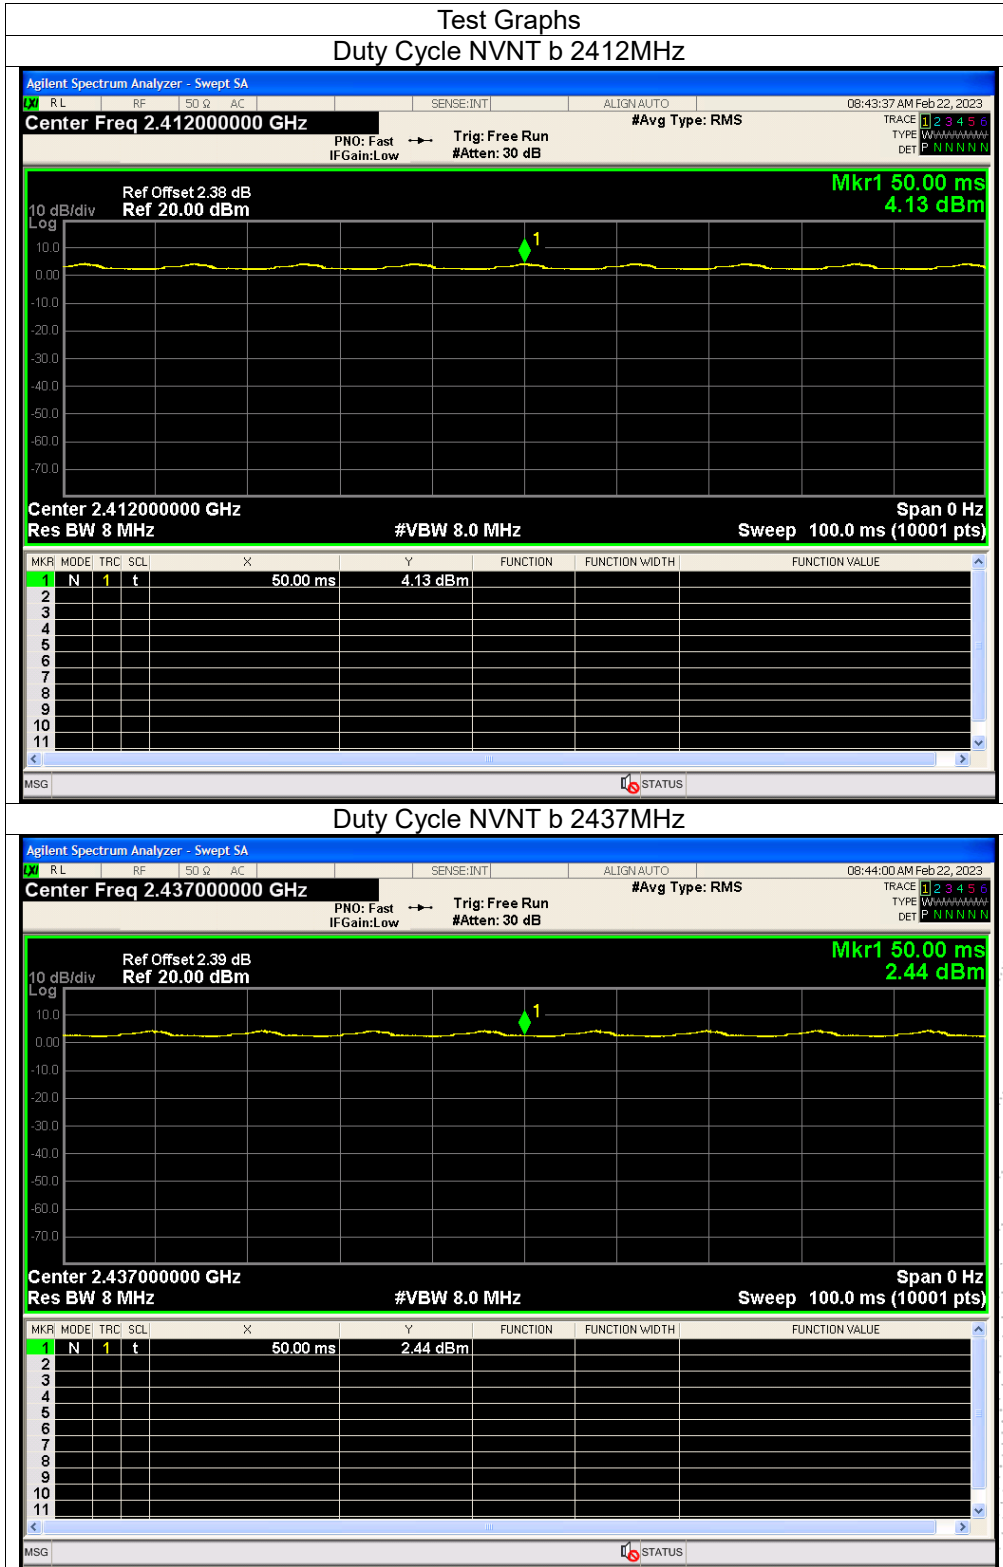 Test Graphs
Duty Cycle NVNT b 2412MHz
Agilent Spectrum Analyzer - Swept SA
LXI RL RF 50 Ω AC SENSE:INT ALIGN AUTO 08:43:37 AM Feb 22, 2023
Center Freq 2.412000000 GHz #Avg Type: RMS TRACE 1 2 3 4 5 6
PNO: Fast Trig: Free Run TYPE WWWWWW
IFGain:Low #Atten: 30 dB DET P N N N N N
Mkr1 50.00 ms
Ref Offset 2.38 dB
10 dB/div Ref 20.00 dBm 4.13 dBm
Log
10.0
1
0.00
-10.0
-20.0
-30.0
-40.0
-50.0
-60.0
-70.0
Center 2.412000000 GHz Span 0 Hz
Res BW 8 MHz #VBW 8.0 MHz Sweep 100.0 ms (10001 pts)
MKR MODE TRC SCL X Y FUNCTION FUNCTION WIDTH FUNCTION VALUE
1 N 1 t 50.00 ms 4.13 dBm
2
3
4
5
6
7
8
9
10
11
MSG STATUS
Duty Cycle NVNT b 2437MHz
Agilent Spectrum Analyzer - Swept SA
LXI RL RF 50 Ω AC SENSE:INT ALIGN AUTO 08:44:00 AM Feb 22, 2023
Center Freq 2.437000000 GHz #Avg Type: RMS TRACE 1 2 3 4 5 6
PNO: Fast Trig: Free Run TYPE WWWWWW
IFGain:Low #Atten: 30 dB DET P N N N N N
Mkr1 50.00 ms
Ref Offset 2.39 dB
10 dB/div Ref 20.00 dBm 2.44 dBm
Log
10.0
1
0.00
-10.0
-20.0
-30.0
-40.0
-50.0
-60.0
-70.0
Center 2.437000000 GHz Span 0 Hz
Res BW 8 MHz #VBW 8.0 MHz Sweep 100.0 ms (10001 pts)
MKR MODE TRC SCL X Y FUNCTION FUNCTION WIDTH FUNCTION VALUE
1 N 1 t 50.00 ms 2.44 dBm
2
3
4
5
6
7
8
9
10
11
MSG STATUS